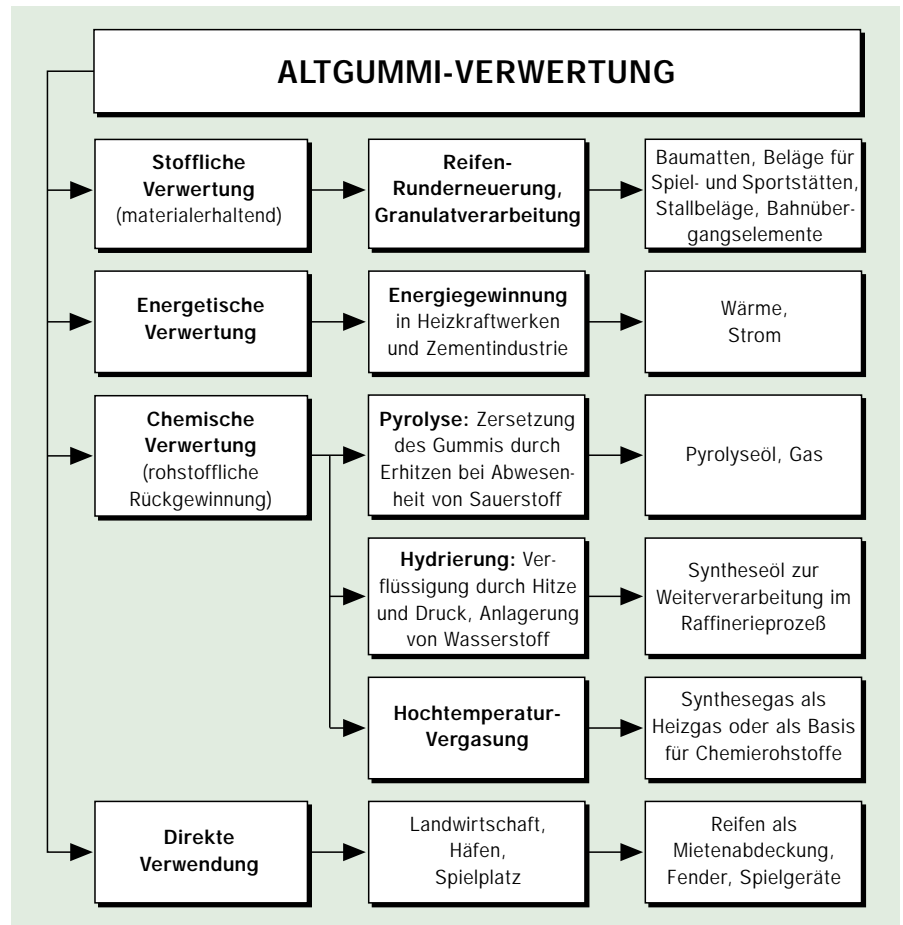 ALTGUMMI-VERWERTUNG
Stoffliche
Verwertung
(materialerhaltend)
Reifen-
Runderneuerung,
Granulatverarbeitung
Baumatten, Beläge für
Spiel- und Sportstätten,
Stallbeläge, Bahnüber-
gangselemente
Energetische
Verwertung
Energiegewinnung
in Heizkraftwerken
und Zementindustrie
Wärme,
Strom
Chemische
Verwertung
(rohstoffliche
Rückgewinnung)
Pyrolyse: Zersetzung
des Gummis durch
Erhitzen bei Abwesen-
heit von Sauerstoff
Pyrolyseöl, Gas
Hydrierung: Ver-
flüssigung durch Hitze
und Druck, Anlagerung
von Wasserstoff
Syntheseöl zur
Weiterverarbeitung im
Raffinerieprozeß
Hochtemperatur-
Vergasung
Synthesegas als
Heizgas oder als Basis
für Chemierohstoffe
Direkte
Verwendung
Landwirtschaft,
Häfen,
Spielplatz
Reifen als
Mietenabdeckung,
Fender, Spielgeräte